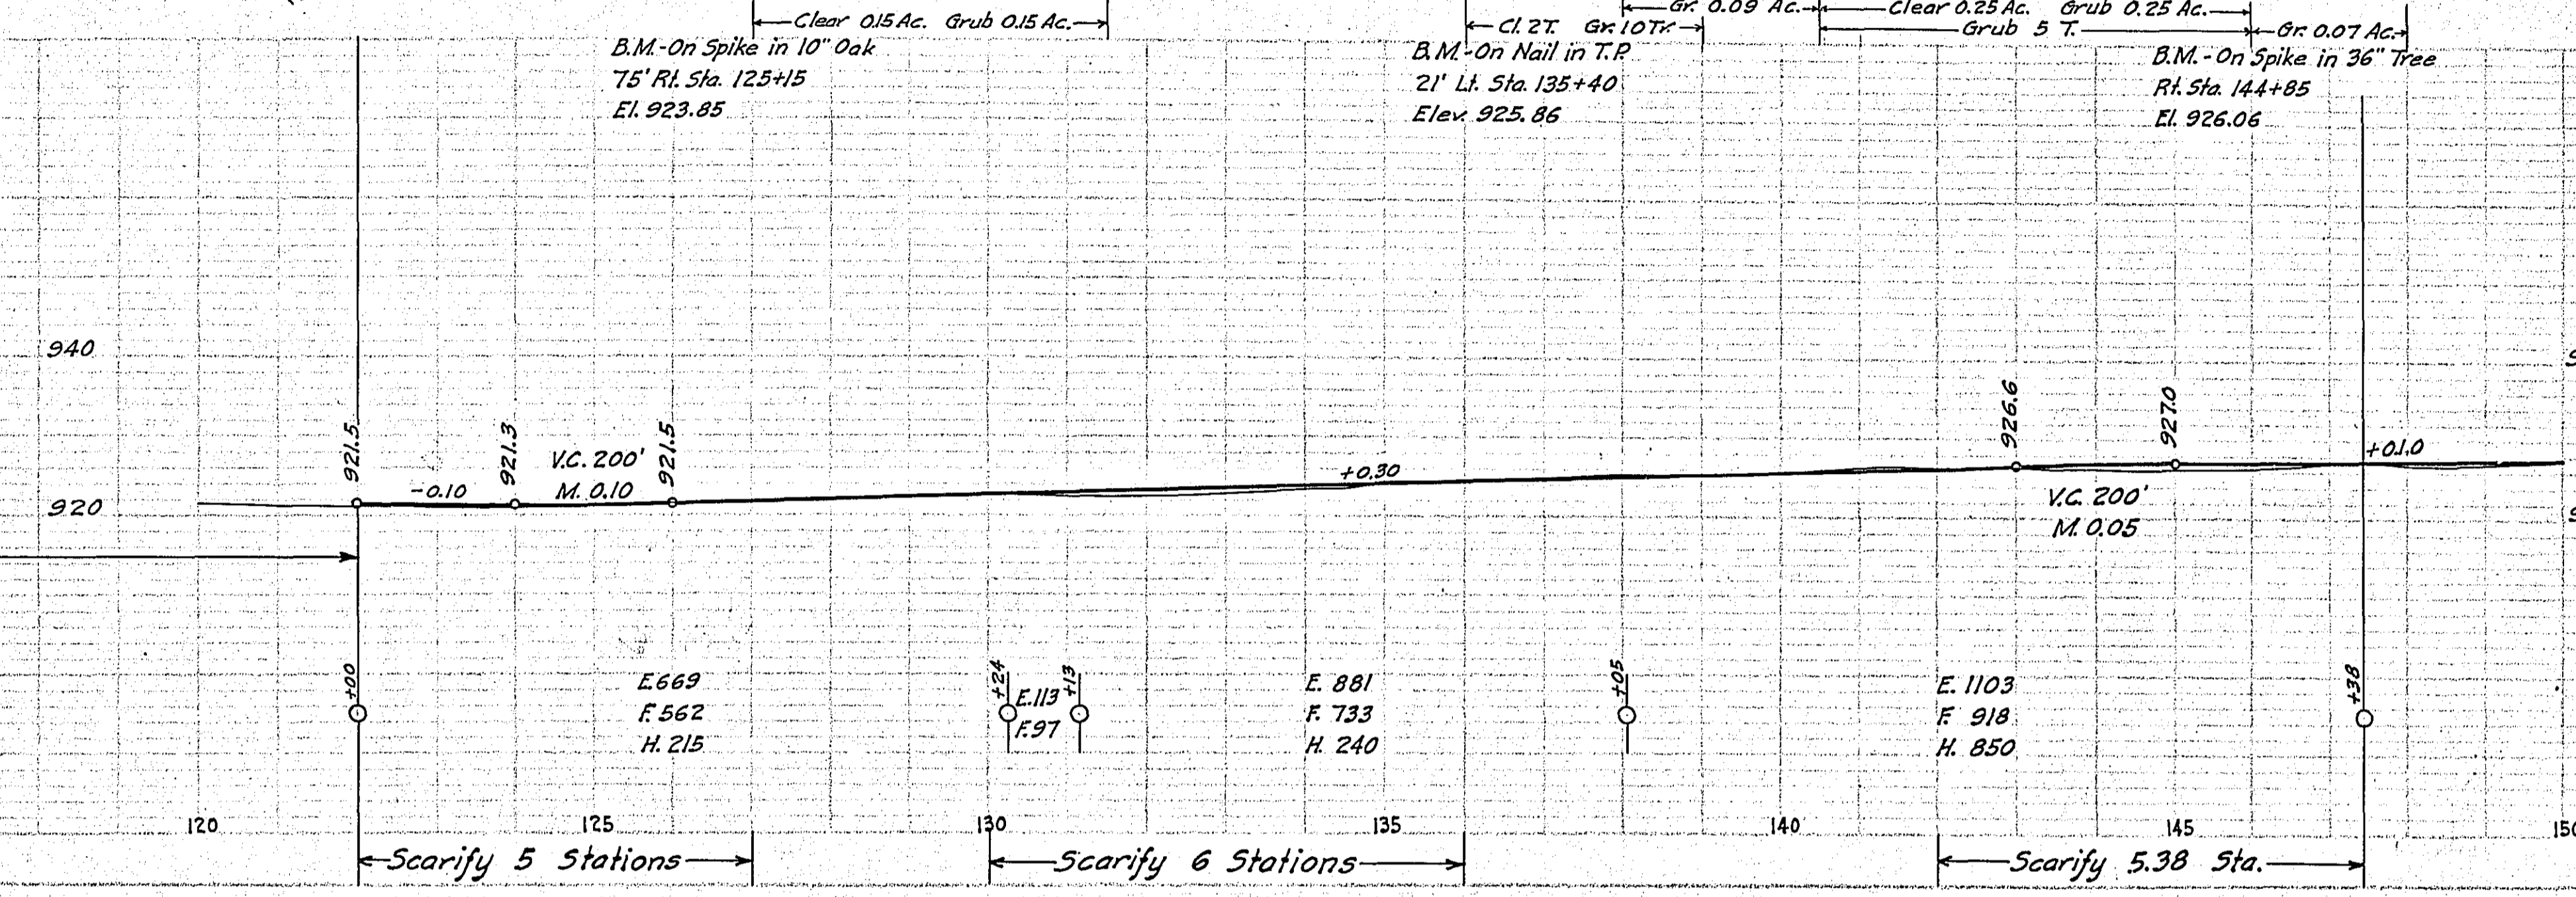 Clear 0.15 Ac. Grub 0.15 Ac.
Gr. 0.09 Ac.
Clear 0.25 Ac. Grub 0.25 Ac.
Cl. 2T. Gr. 10 Tr.
Grub 5 T.
Gr. 0.07 Ac.
B.M.-On Spike in 10" Oak
75' Rt. Sta. 125+15
El. 923.85
B.M.-On Nail in T.P.
21' Lt. Sta. 135+40
Elev. 925.86
B.M.-On Spike in 36" Tree
Rt. Sta. 144+85
El. 926.06
940
920
921.5
-0.10
921.3
V.C. 200'
M. 0.10
921.5
+0.30
926.6
927.0
V.C. 200'
M. 0.05
+0.10
+00
E. 669
F. 562
H. 215
+24
E. 113
F. 97
+13
E. 881
F. 733
H. 240
+05
E. 1103
F. 918
H. 850
+38
120
125
130
135
140
145
Scarify 5 Stations
Scarify 6 Stations
Scarify 5.38 Sta.